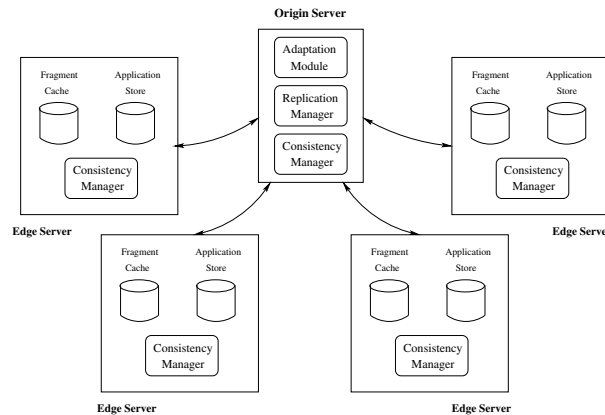 Origin Server
Adaptation
Module
Replication
Manager
Consistency
Manager
Fragment
Cache
Application
Store
Consistency
Manager
Edge Server
Fragment
Cache
Application
Store
Consistency
Manager
Edge Server
Fragment
Cache
Application
Store
Consistency
Manager
Edge Server
Fragment
Cache
Application
Store
Consistency
Manager
Edge Server